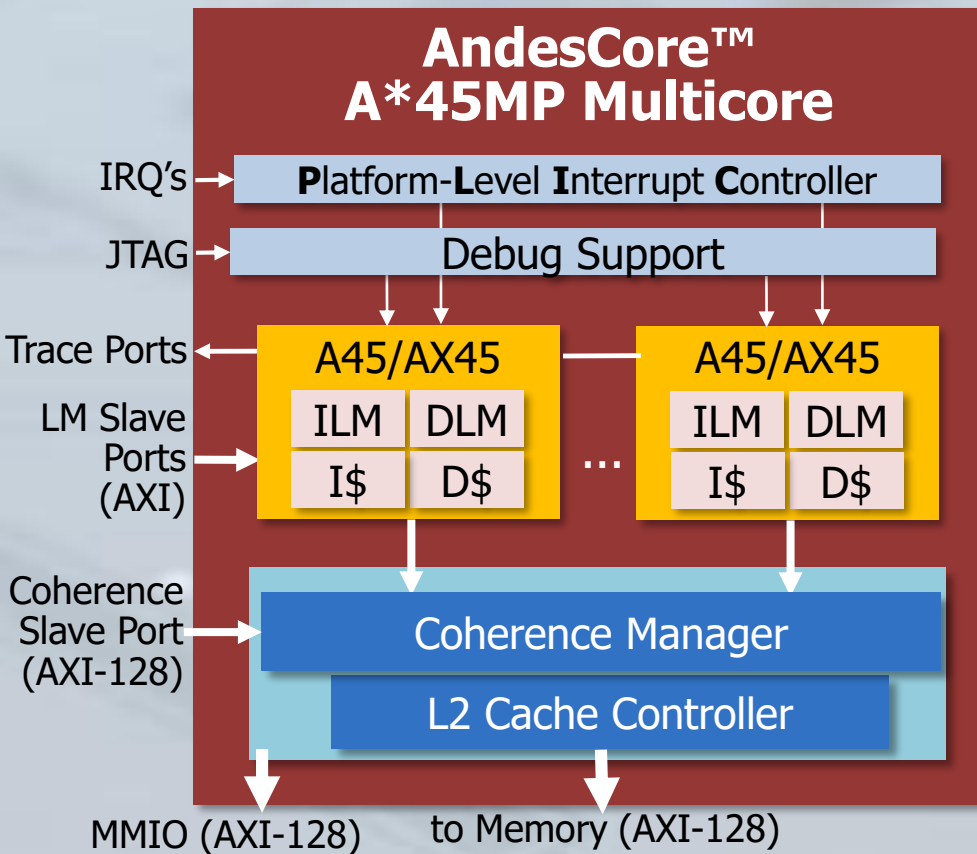 AndesCore™
A*45MP Multicore
IRQ's
Platform-Level Interrupt Controller
JTAG
Debug Support
Trace Ports
A45/AX45
A45/AX45
LM Slave
Ports
(AXI)
ILM DLM
I$ D$
...
ILM DLM
I$ D$
Coherence
Slave Port
(AXI-128)
Coherence Manager
L2 Cache Controller
MMIO (AXI-128)
to Memory (AXI-128)